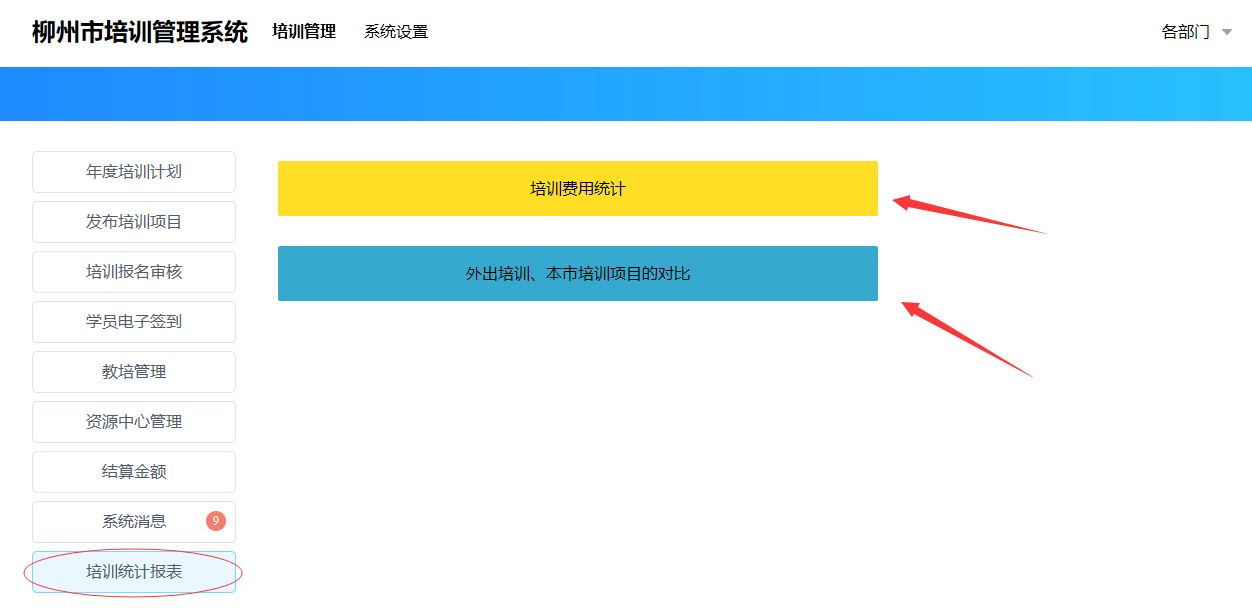 柳州市培训管理系统 培训管理 系统设置 各部门
年度培训计划
发布培训项目
培训报名审核
学员电子签到
教培管理
资源中心管理
结算金额
系统消息 9
培训统计报表
培训费用统计
外出培训、本市培训项目的对比